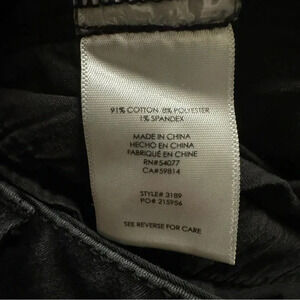 91% COTTON 8% POLYESTER
1% SPANDEX
MADE IN CHINA
HECHO EN CHINA
FABRIQUÉ EN CHINE
RN#54077
CA#59814
STYLE# 3189
PO# 215956
SEE REVERSE FOR CARE